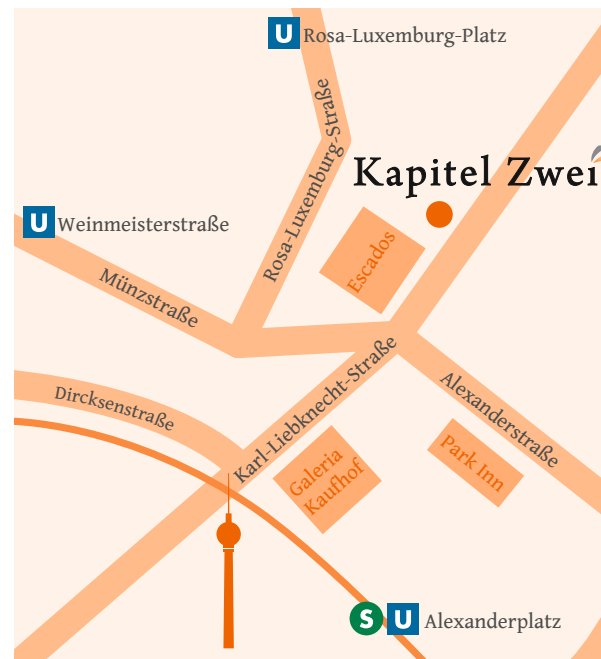 U Rosa-Luxemburg-Platz
Rosa-Luxemburg-Straße
Kapitel Zwei
U Weinmeisterstraße
Escados
Münzstraße
Karl-Liebknecht-Straße
Alexanderstraße
Dircksenstraße
Galeria
Kaufhof
Park Inn
S U Alexanderplatz